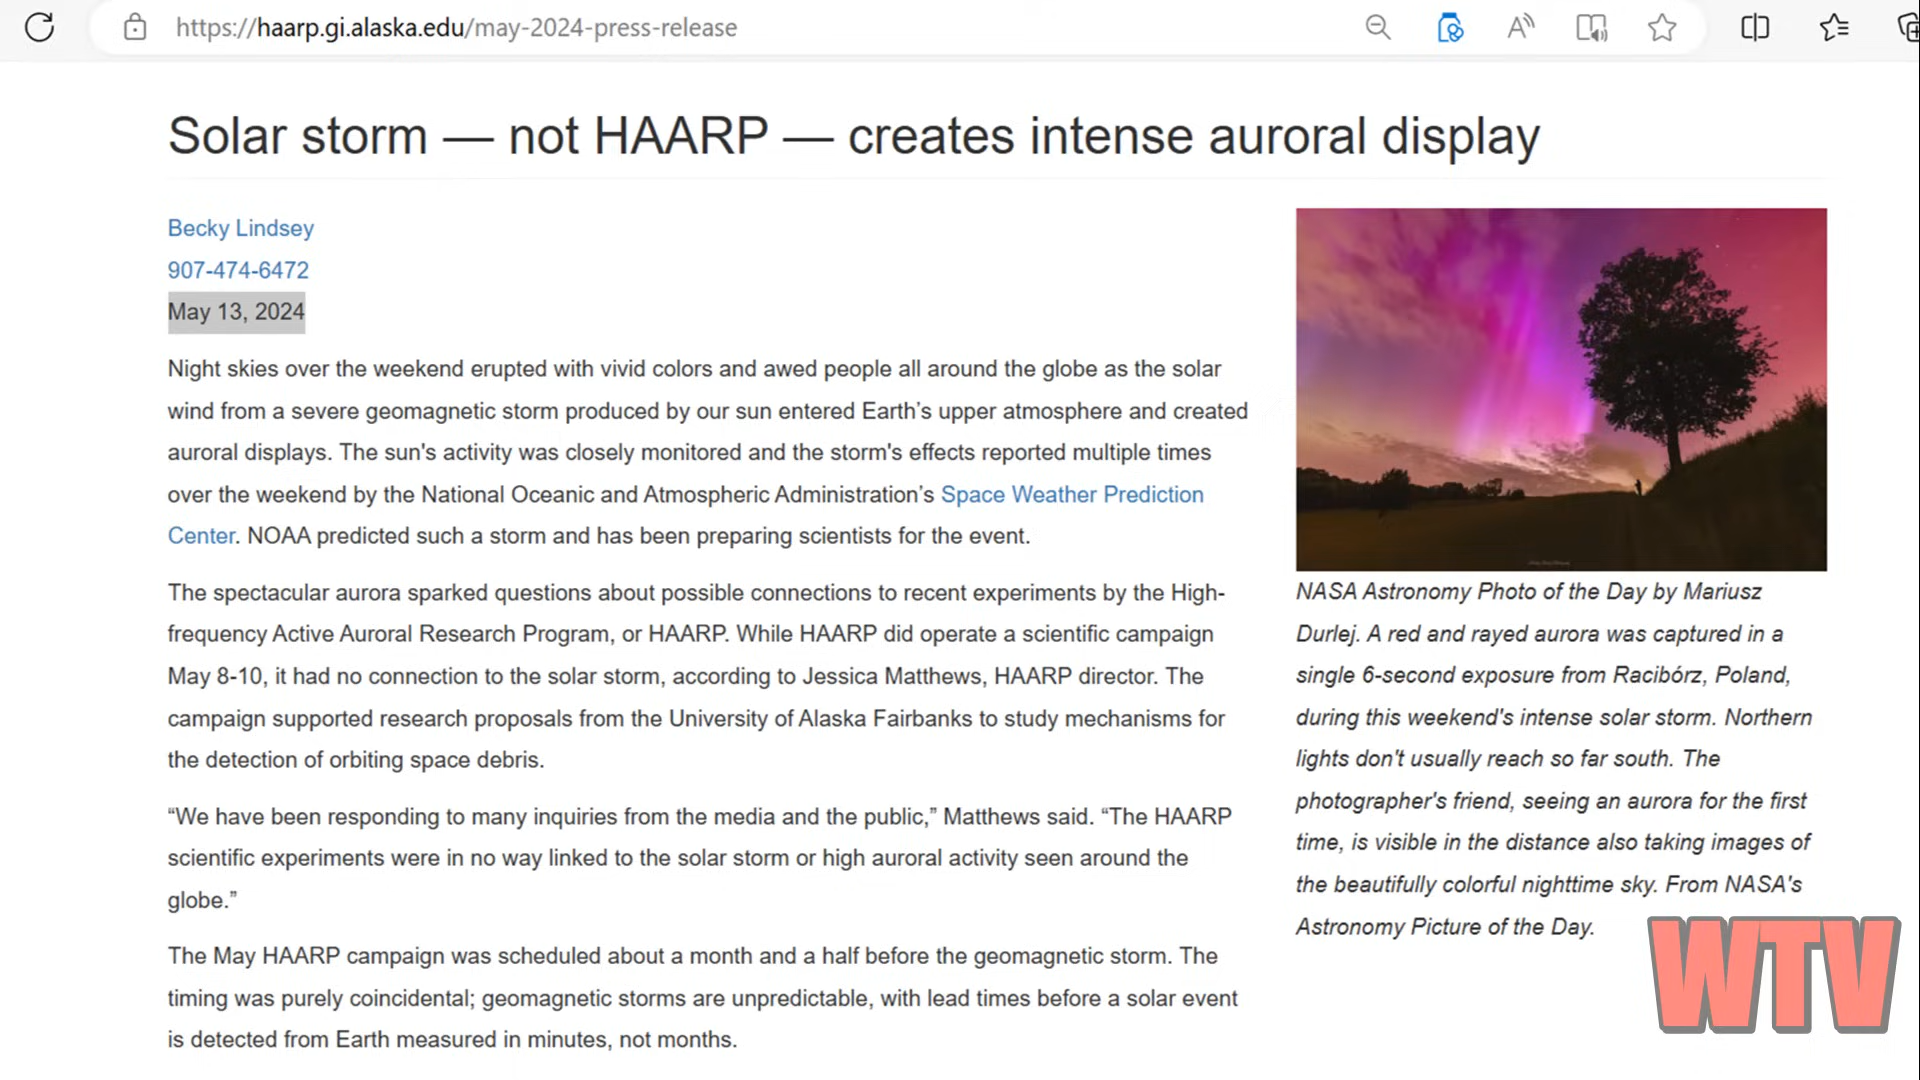 https://haarp.gi.alaska.edu/may-2024-press-release
Solar storm — not HAARP — creates intense auroral display
Becky Lindsey
907-474-6472
May 13, 2024
Night skies over the weekend erupted with vivid colors and awed people all around the globe as the solar
wind from a severe geomagnetic storm produced by our sun entered Earth’s upper atmosphere and created
auroral displays. The sun's activity was closely monitored and the storm's effects reported multiple times
over the weekend by the National Oceanic and Atmospheric Administration’s Space Weather Prediction
Center. NOAA predicted such a storm and has been preparing scientists for the event.
The spectacular aurora sparked questions about possible connections to recent experiments by the High-
frequency Active Auroral Research Program, or HAARP. While HAARP did operate a scientific campaign
May 8-10, it had no connection to the solar storm, according to Jessica Matthews, HAARP director. The
campaign supported research proposals from the University of Alaska Fairbanks to study mechanisms for
the detection of orbiting space debris.
“We have been responding to many inquiries from the media and the public,” Matthews said. “The HAARP
scientific experiments were in no way linked to the solar storm or high auroral activity seen around the
globe.”
The May HAARP campaign was scheduled about a month and a half before the geomagnetic storm. The
timing was purely coincidental; geomagnetic storms are unpredictable, with lead times before a solar event
is detected from Earth measured in minutes, not months.
NASA Astronomy Photo of the Day by Mariusz
Durlej. A red and rayed aurora was captured in a
single 6-second exposure from Racibórz, Poland,
during this weekend's intense solar storm. Northern
lights don't usually reach so far south. The
photographer's friend, seeing an aurora for the first
time, is visible in the distance also taking images of
the beautifully colorful nighttime sky. From NASA's
Astronomy Picture of the Day.
WTV